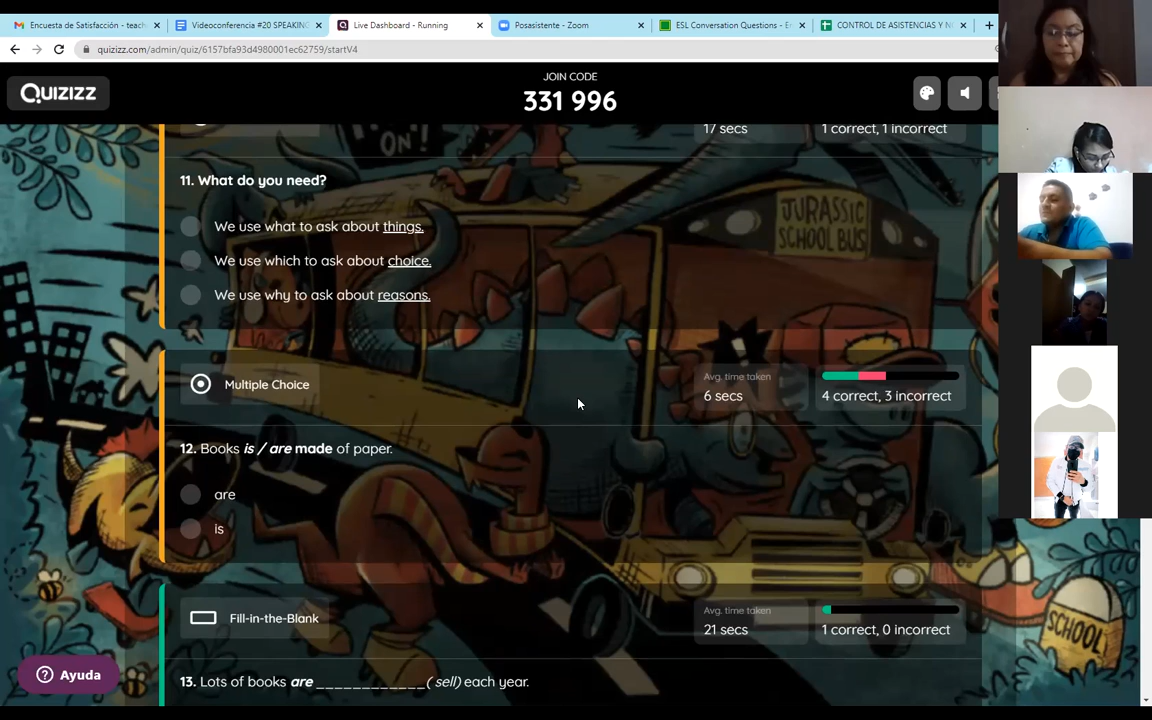 Encuesta de Satisfacción - teach
Videoconferencia #20 SPEAKING
Live Dashboard - Running
Posasistente - Zoom
ESL Conversation Questions - E
CONTROL DE ASISTENCIAS Y N
quizizz.com/admin/quiz/6157bfa93d4980001ec62759/startV4
Quizizz
JOIN CODE
331 996
ON!
17 secs
1 correct, 1 incorrect
JURASSIC
SCHOOL BUS
11. What do you need?
We use what to ask about things.
We use which to ask about choice.
We use why to ask about reasons.
Multiple Choice
Avg. time taken
6 secs
4 correct, 3 incorrect
12. Books is / are made of paper.
are
is
Fill-in-the-Blank
Avg. time taken
21 secs
1 correct, 0 incorrect
SCHOOL
Ayuda
13. Lots of books are ____________( sell) each year.